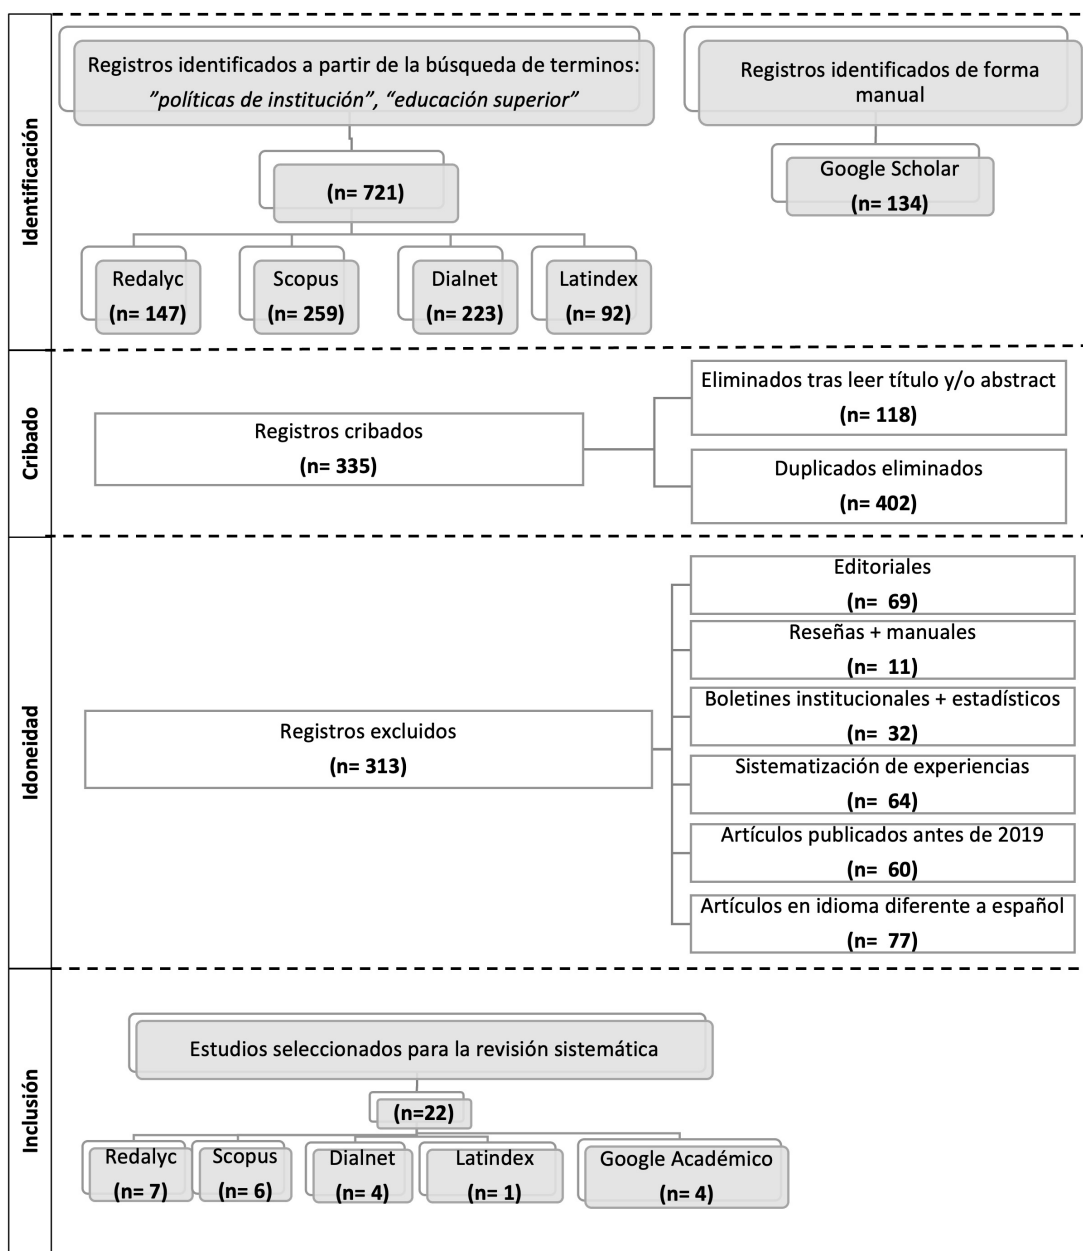 Identificación
Registros identificados a partir de la búsqueda de terminos:
”políticas de institución”, “educación superior”
(n= 721)
Redalyc
(n= 147)
Scopus
(n= 259)
Dialnet
(n= 223)
Latindex
(n= 92)
Registros identificados de forma
manual
Google Scholar
(n= 134)
Cribado
Registros cribados
(n= 335)
Eliminados tras leer título y/o abstract
(n= 118)
Duplicados eliminados
(n= 402)
Idoneidad
Registros excluidos
(n= 313)
Editoriales
(n= 69)
Reseñas + manuales
(n= 11)
Boletines institucionales + estadísticos
(n= 32)
Sistematización de experiencias
(n= 64)
Artículos publicados antes de 2019
(n= 60)
Artículos en idioma diferente a español
(n= 77)
Inclusión
Estudios seleccionados para la revisión sistemática
(n=22)
Redalyc
(n= 7)
Scopus
(n= 6)
Dialnet
(n= 4)
Latindex
(n= 1)
Google Académico
(n= 4)